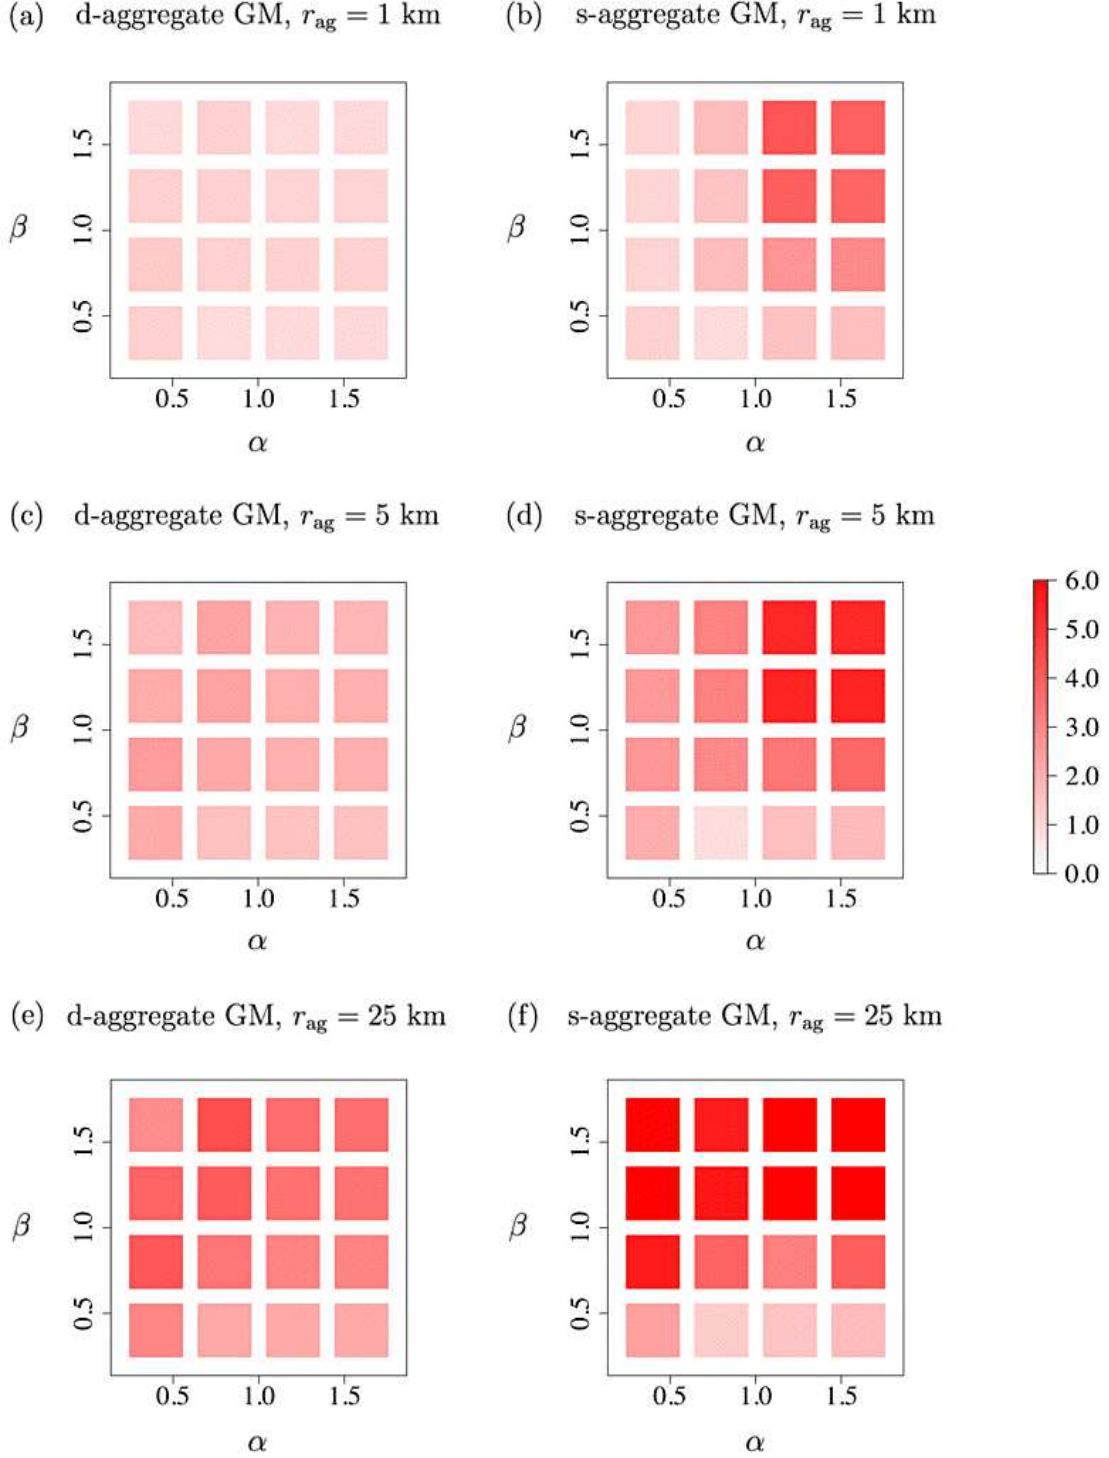 (a) d-aggregate GM, r_ag = 1 km
(b) s-aggregate GM, r_ag = 1 km
β
1.5
1.0
0.5
0.5 1.0 1.5
α
β
1.5
1.0
0.5
0.5 1.0 1.5
α
(c) d-aggregate GM, r_ag = 5 km
(d) s-aggregate GM, r_ag = 5 km
β
1.5
1.0
0.5
0.5 1.0 1.5
α
β
1.5
1.0
0.5
0.5 1.0 1.5
α
6.0
5.0
4.0
3.0
2.0
1.0
0.0
(e) d-aggregate GM, r_ag = 25 km
(f) s-aggregate GM, r_ag = 25 km
β
1.5
1.0
0.5
0.5 1.0 1.5
α
β
1.5
1.0
0.5
0.5 1.0 1.5
α